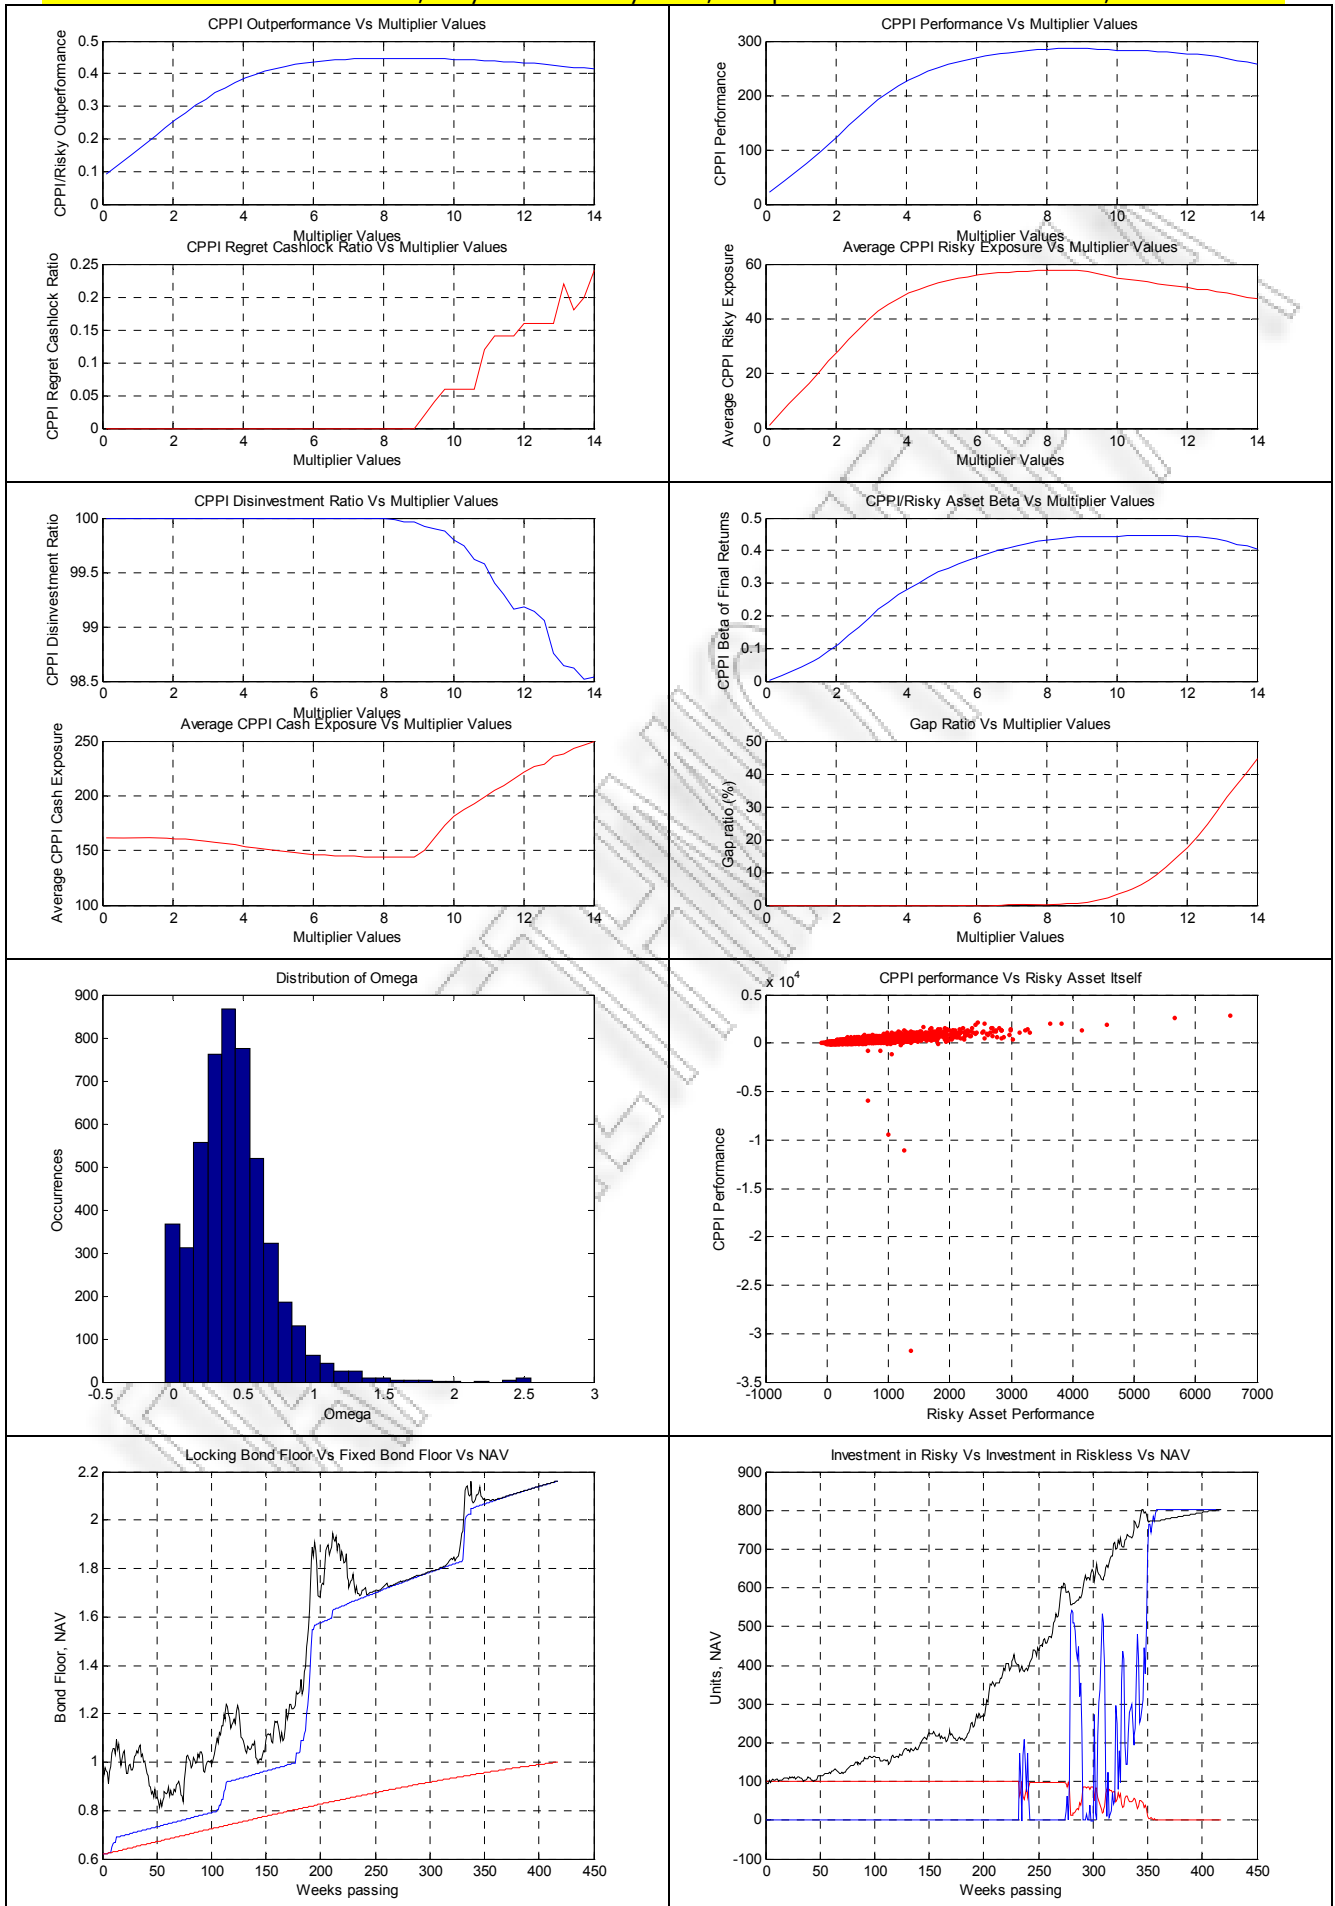 CPPI Outperformance Vs Multiplier Values
CPPI/Risky Outperformance
0.5
0.4
0.3
0.2
0.1
0
0 2 4 6 8 10 12 14
Multiplier Values
CPPI Performance Vs Multiplier Values
CPPI Performance
300
200
100
0
0 2 4 6 8 10 12 14
Multiplier Values
CPPI Regret Cashlock Ratio Vs Multiplier Values
CPPI Regret Cashlock Ratio
0.25
0.2
0.15
0.1
0.05
0
0 2 4 6 8 10 12 14
Multiplier Values
Average CPPI Risky Exposure Vs Multiplier Values
Average CPPI Risky Exposure
60
40
20
0
0 2 4 6 8 10 12 14
Multiplier Values
CPPI Disinvestment Ratio Vs Multiplier Values
CPPI Disinvestment Ratio
100
99.5
99
98.5
0 2 4 6 8 10 12 14
Multiplier Values
CPPI/Risky Asset Beta Vs Multiplier Values
CPPI Beta of Final Returns
0.5
0.4
0.3
0.2
0.1
0
0 2 4 6 8 10 12 14
Average CPPI Cash Exposure Vs Multiplier Values
Average CPPI Cash Exposure
250
200
150
100
0 2 4 6 8 10 12 14
Multiplier Values
Gap Ratio Vs Multiplier Values
Gap ratio (%)
50
40
30
20
10
0
0 2 4 6 8 10 12 14
Multiplier Values
Distribution of Omega
Occurrences
900
800
700
600
500
400
300
200
100
0
-0.5 0 0.5 1 1.5 2 2.5 3
Omega
CPPI performance Vs Risky Asset Itself
x 10^4
CPPI Performance
0.5
0
-0.5
-1
-1.5
-2
-2.5
-3
-3.5
-1000 0 1000 2000 3000 4000 5000 6000 7000
Risky Asset Performance
Locking Bond Floor Vs Fixed Bond Floor Vs NAV
Bond Floor, NAV
2.2
2
1.8
1.6
1.4
1.2
1
0.8
0.6
0 50 100 150 200 250 300 350 400 450
Weeks passing
Investment in Risky Vs Investment in Riskless Vs NAV
Units, NAV
900
800
700
600
500
400
300
200
100
0
-100
0 50 100 150 200 250 300 350 400 450
Weeks passing